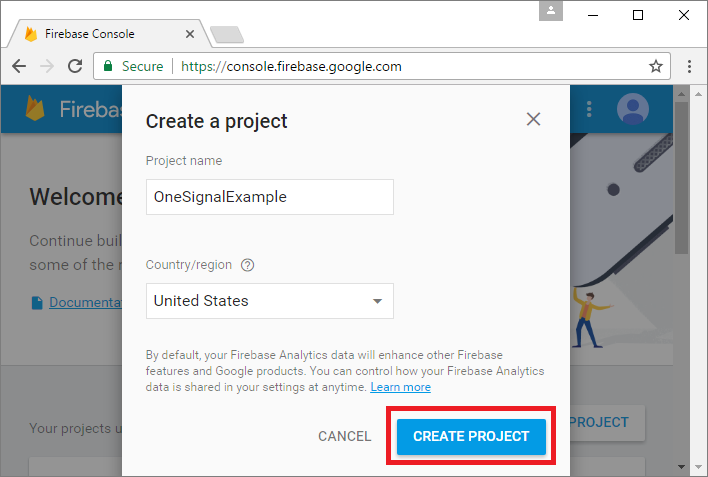 Firebase Console
Secure
https://console.firebase.google.com
Create a project
Project name
OneSignalExample
Country/region
United States
By default, your Firebase Analytics data will enhance other Firebase
features and Google products. You can control how your Firebase Analytics
data is shared in your settings at anytime. Learn more
CANCEL
CREATE PROJECT
Welcome
Continue buil
some of the
Documenta
Your projects u
PROJECT